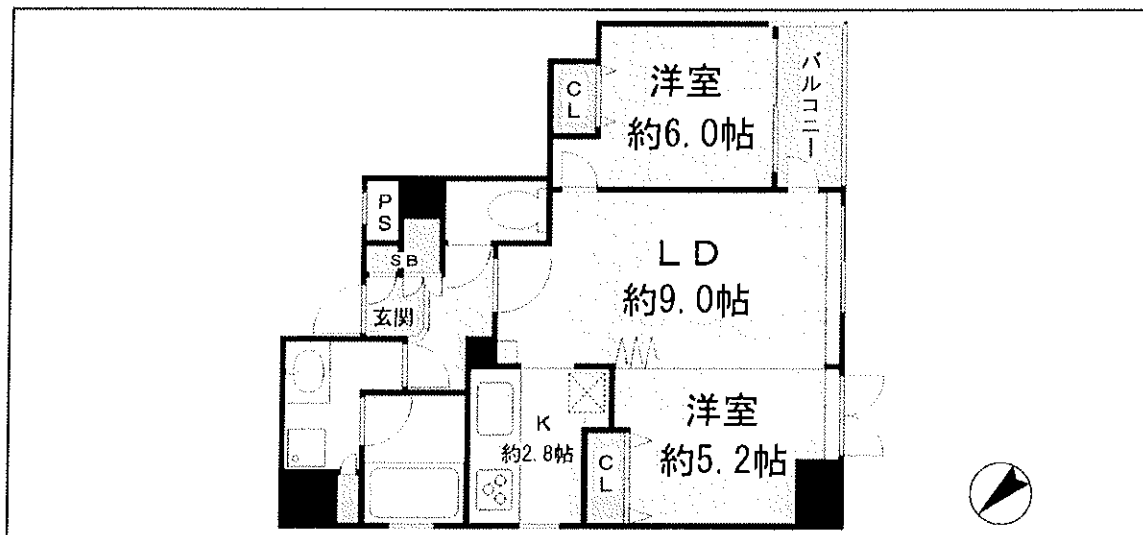 洋室
約6.0帖
CL
バルコニー
PS
SB
玄関
LD
約9.0帖
K
約2.8帖
CL
洋室
約5.2帖